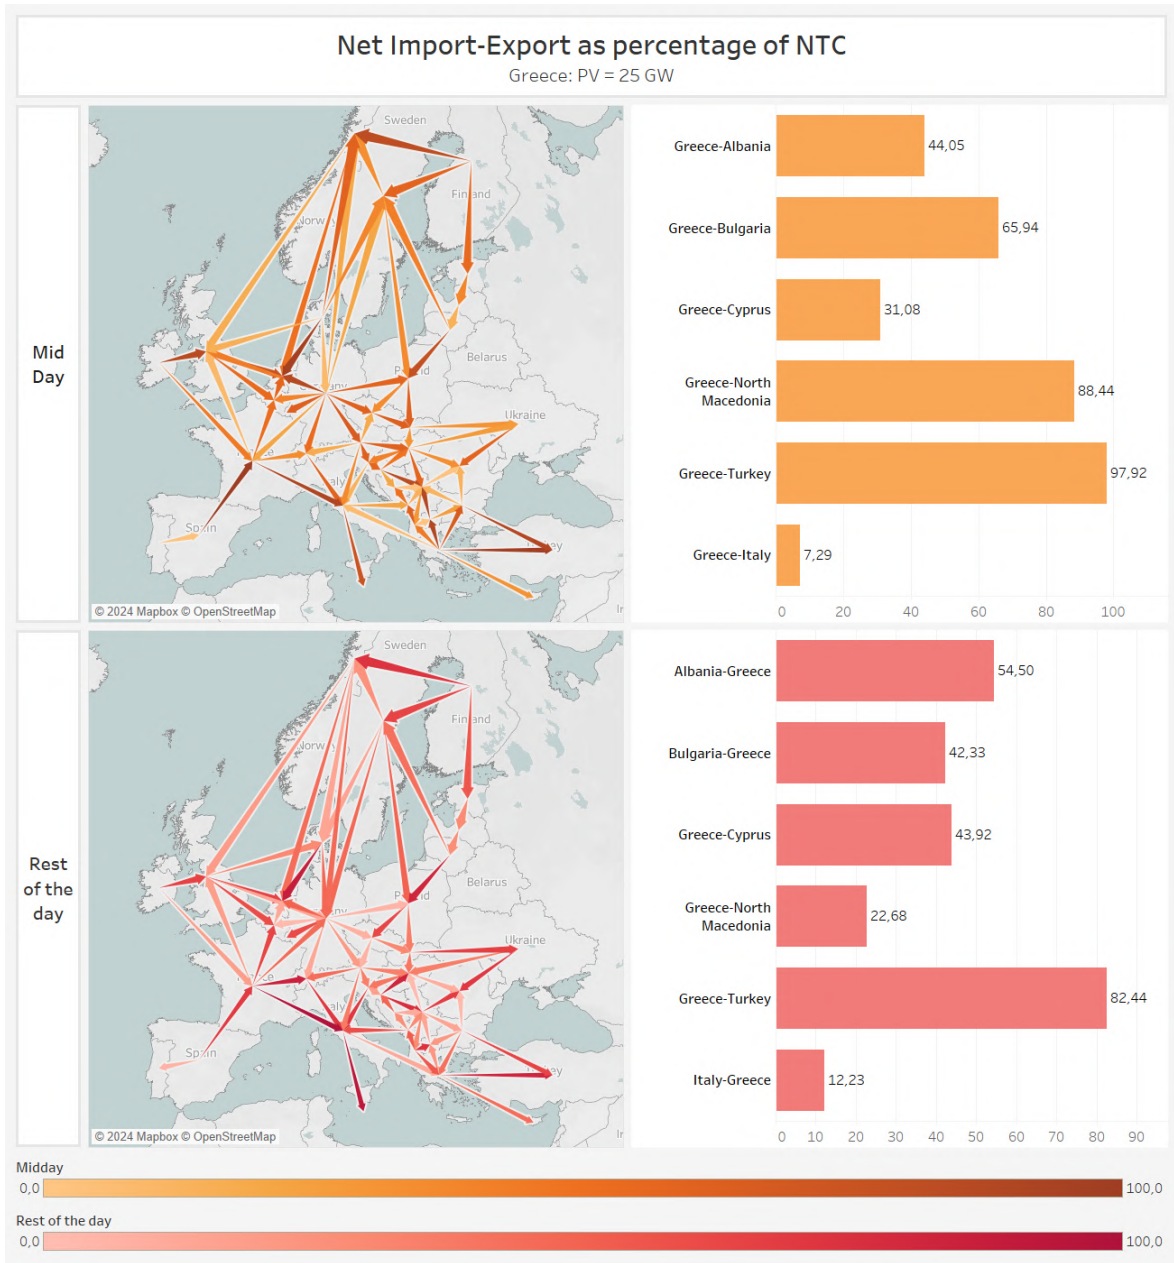 Net Import-Export as percentage of NTC
Greece: PV = 25 GW
Mid
Day
Sweden
Finland
Norw
Belarus
Ukraine
© 2024 Mapbox © OpenStreetMap
Greece-Albania
44,05
Greece-Bulgaria
65,94
Greece-Cyprus
31,08
Greece-North
Macedonia
88,44
Greece-Turkey
97,92
Greece-Italy
7,29
0 20 40 60 80 100
Rest
of the
day
Sweden
Finland
Norw
Belarus
Ukraine
© 2024 Mapbox © OpenStreetMap
Albania-Greece
54,50
Bulgaria-Greece
42,33
Greece-Cyprus
43,92
Greece-North
Macedonia
22,68
Greece-Turkey
82,44
Italy-Greece
12,23
0 10 20 30 40 50 60 70 80 90
Midday
0,0 100,0
Rest of the day
0,0 100,0